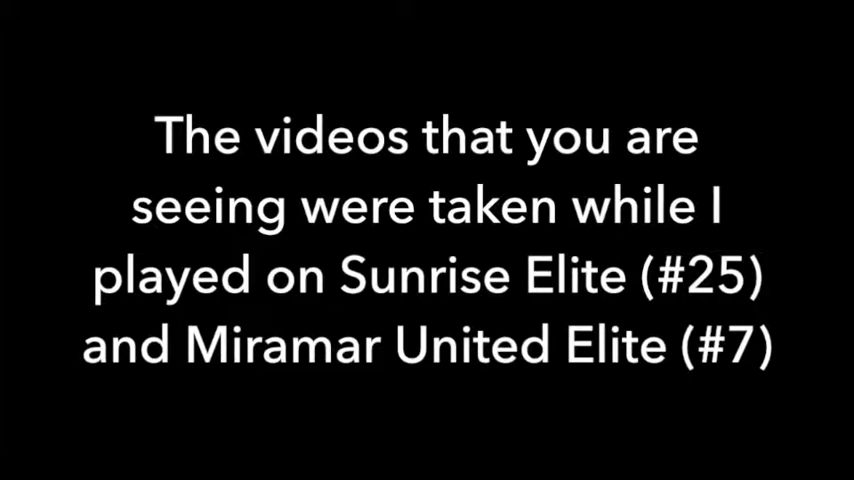 The videos that you are
seeing were taken while I
played on Sunrise Elite (#25)
and Miramar United Elite (#7)